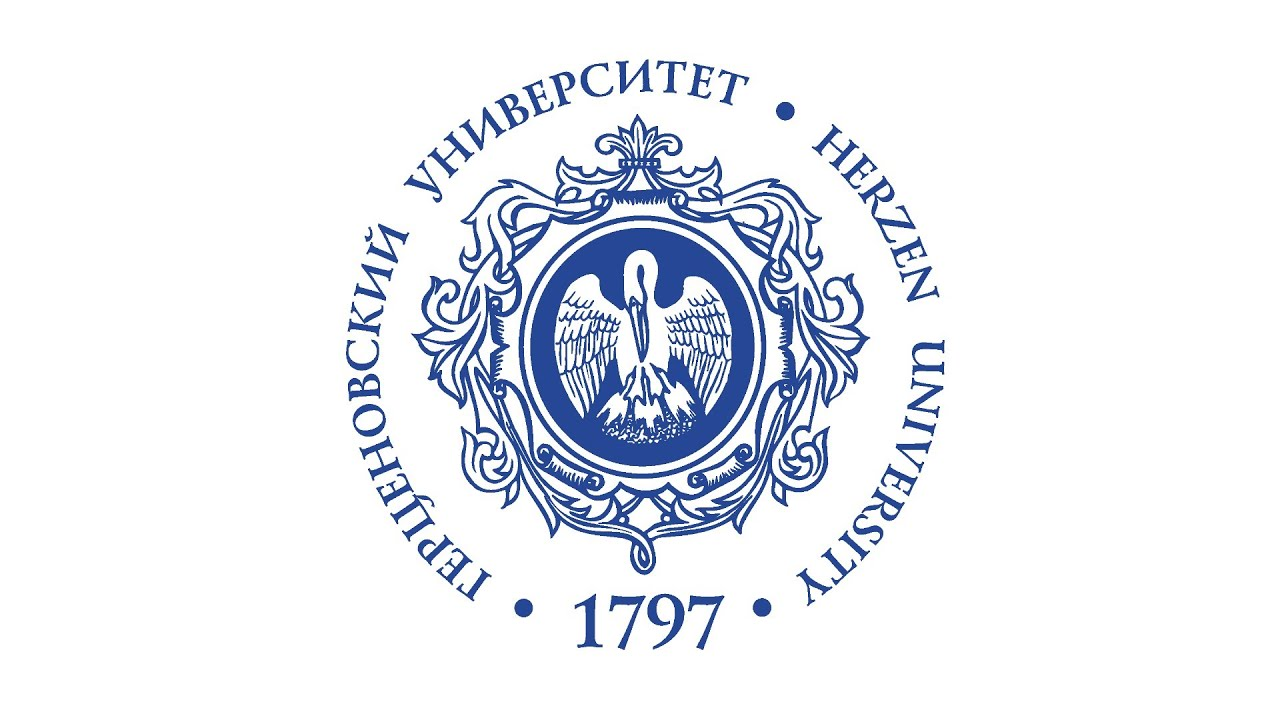 ГЕРЦЕНОВСКИЙ УНИВЕРСИТЕТ • HERZEN UNIVERSITY
• 1797 •